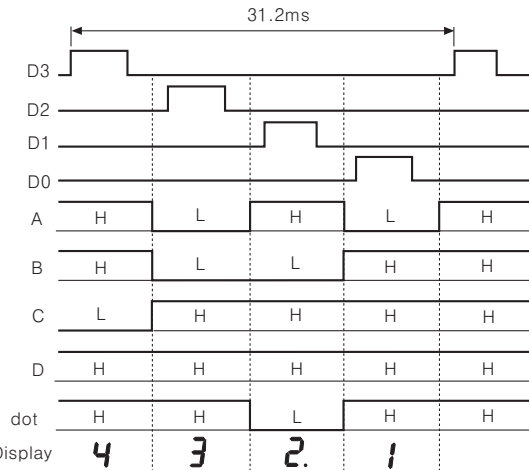 31.2ms
D3
D2
D1
D0
A H L H L H
B H L L H H
C L H H H H
D H H H H H
dot H H L H H
Display 4 3 2. 1